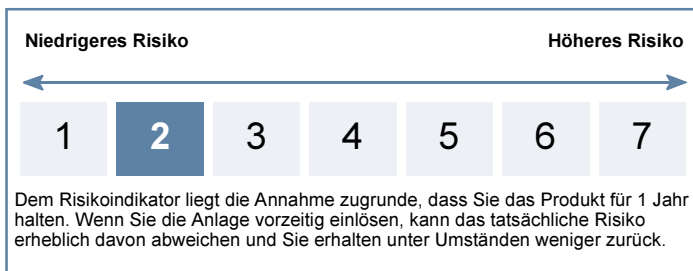 Niedrigeres Risiko Höheres Risiko
1 2 3 4 5 6 7
Dem Risikoindikator liegt die Annahme zugrunde, dass Sie das Produkt für 1 Jahr
halten. Wenn Sie die Anlage vorzeitig einlösen, kann das tatsächliche Risiko
erheblich davon abweichen und Sie erhalten unter Umständen weniger zurück.